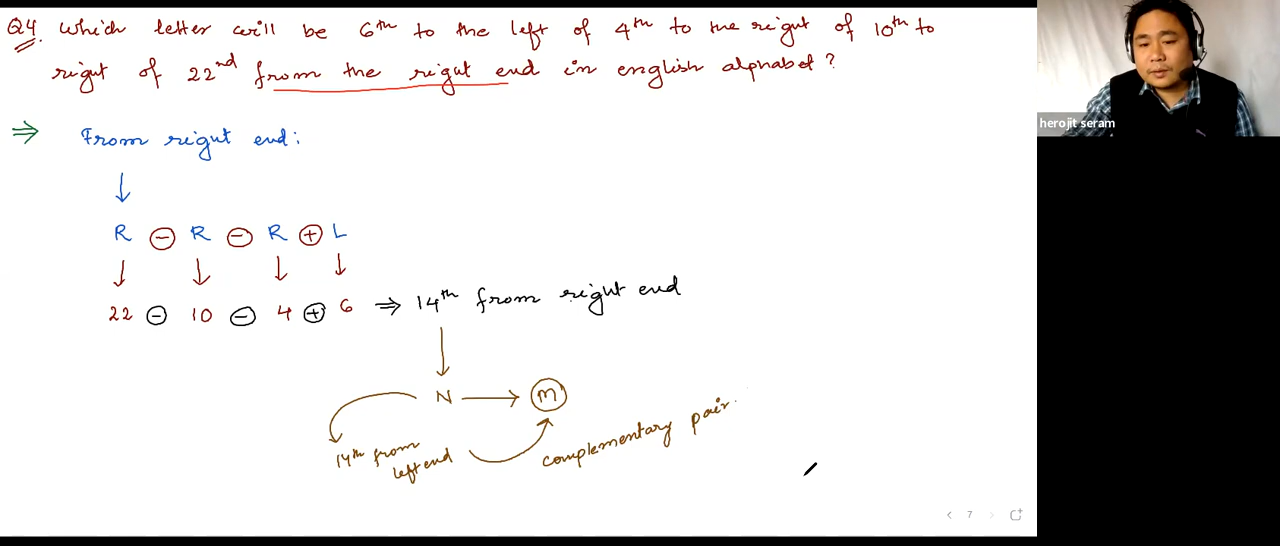 Q4. Which letter will be 6th to the left of 4th to the right of 10th to
right of 22nd from the right end in english alphabet?
herojit seram
⇒ From right end:
R ⊖ R ⊖ R ⊕ L
22 ⊖ 10 ⊖ 4 ⊕ 6 ⇒ 14th from right end
N → m
14th from
left end
complementary pair.
< 7 >